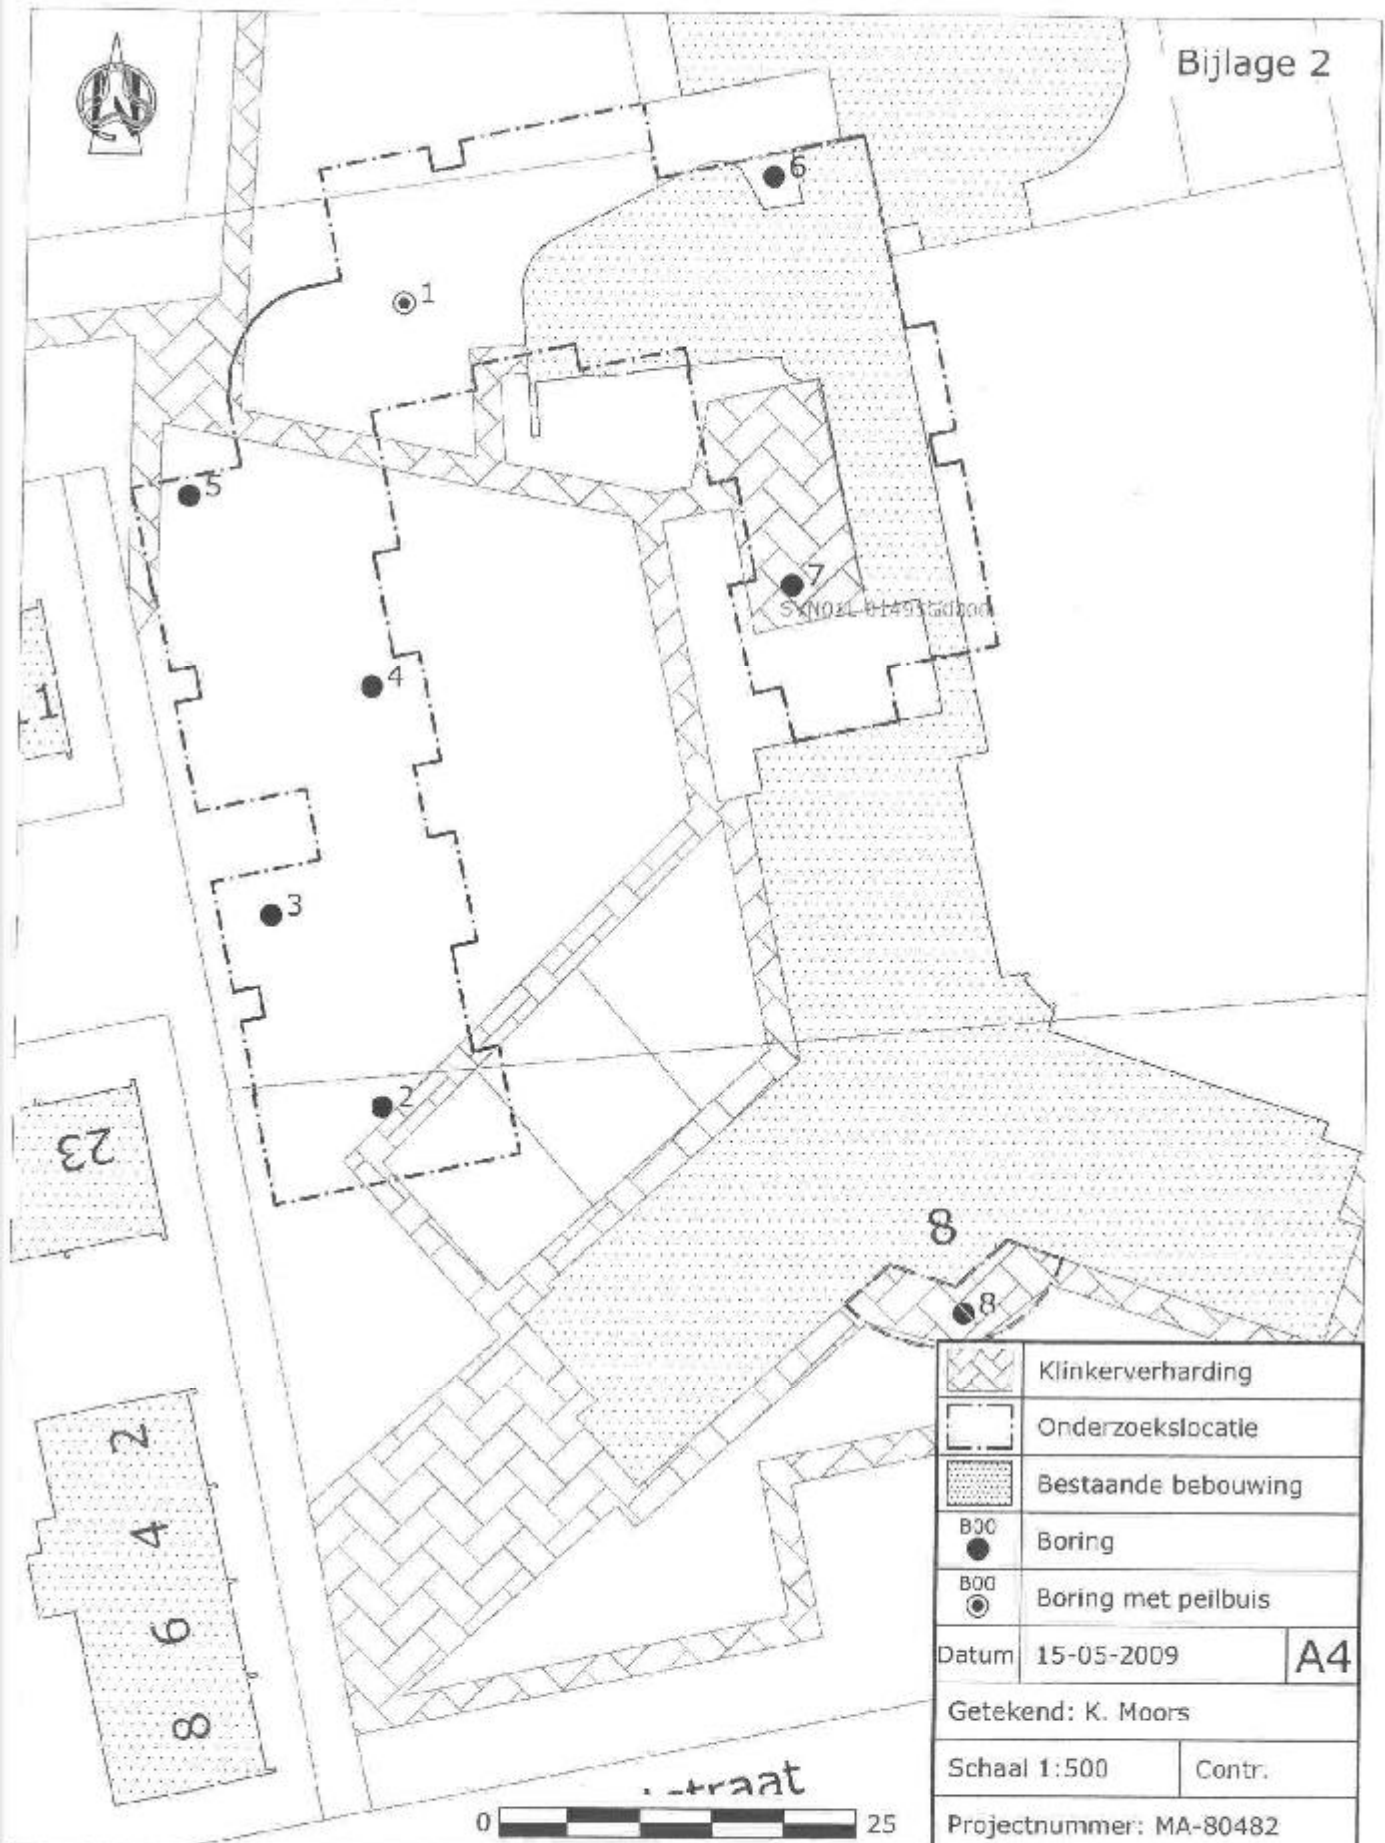 Bijlage 2
N
6
1
5
7
4
3
2
23
8
8
2
4
6
8
Klinkerverharding
Onderzoekslocatie
Bestaande bebouwing
B00
Boring
B00
Boring met peilbuis
Datum 15-05-2009 A4
Getekend: K. Moors
Schaal 1:500 Contr.
Projectnummer: MA-80482
0 25